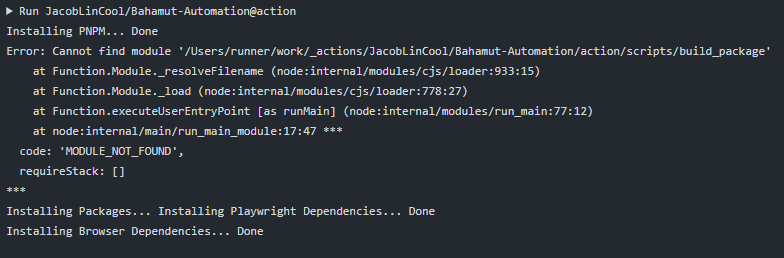 ▶ Run JacobLinCool/Bahamut-Automation@action
Installing PNPM... Done
Error: Cannot find module '/Users/runner/work/_actions/JacobLinCool/Bahamut-Automation/action/scripts/build_package'
    at Function.Module._resolveFilename (node:internal/modules/cjs/loader:933:15)
    at Function.Module._load (node:internal/modules/cjs/loader:778:27)
    at Function.executeUserEntryPoint [as runMain] (node:internal/modules/run_main:77:12)
    at node:internal/main/run_main_module:17:47 ***
  code: 'MODULE_NOT_FOUND',
  requireStack: []
***
Installing Packages... Installing Playwright Dependencies... Done
Installing Browser Dependencies... Done